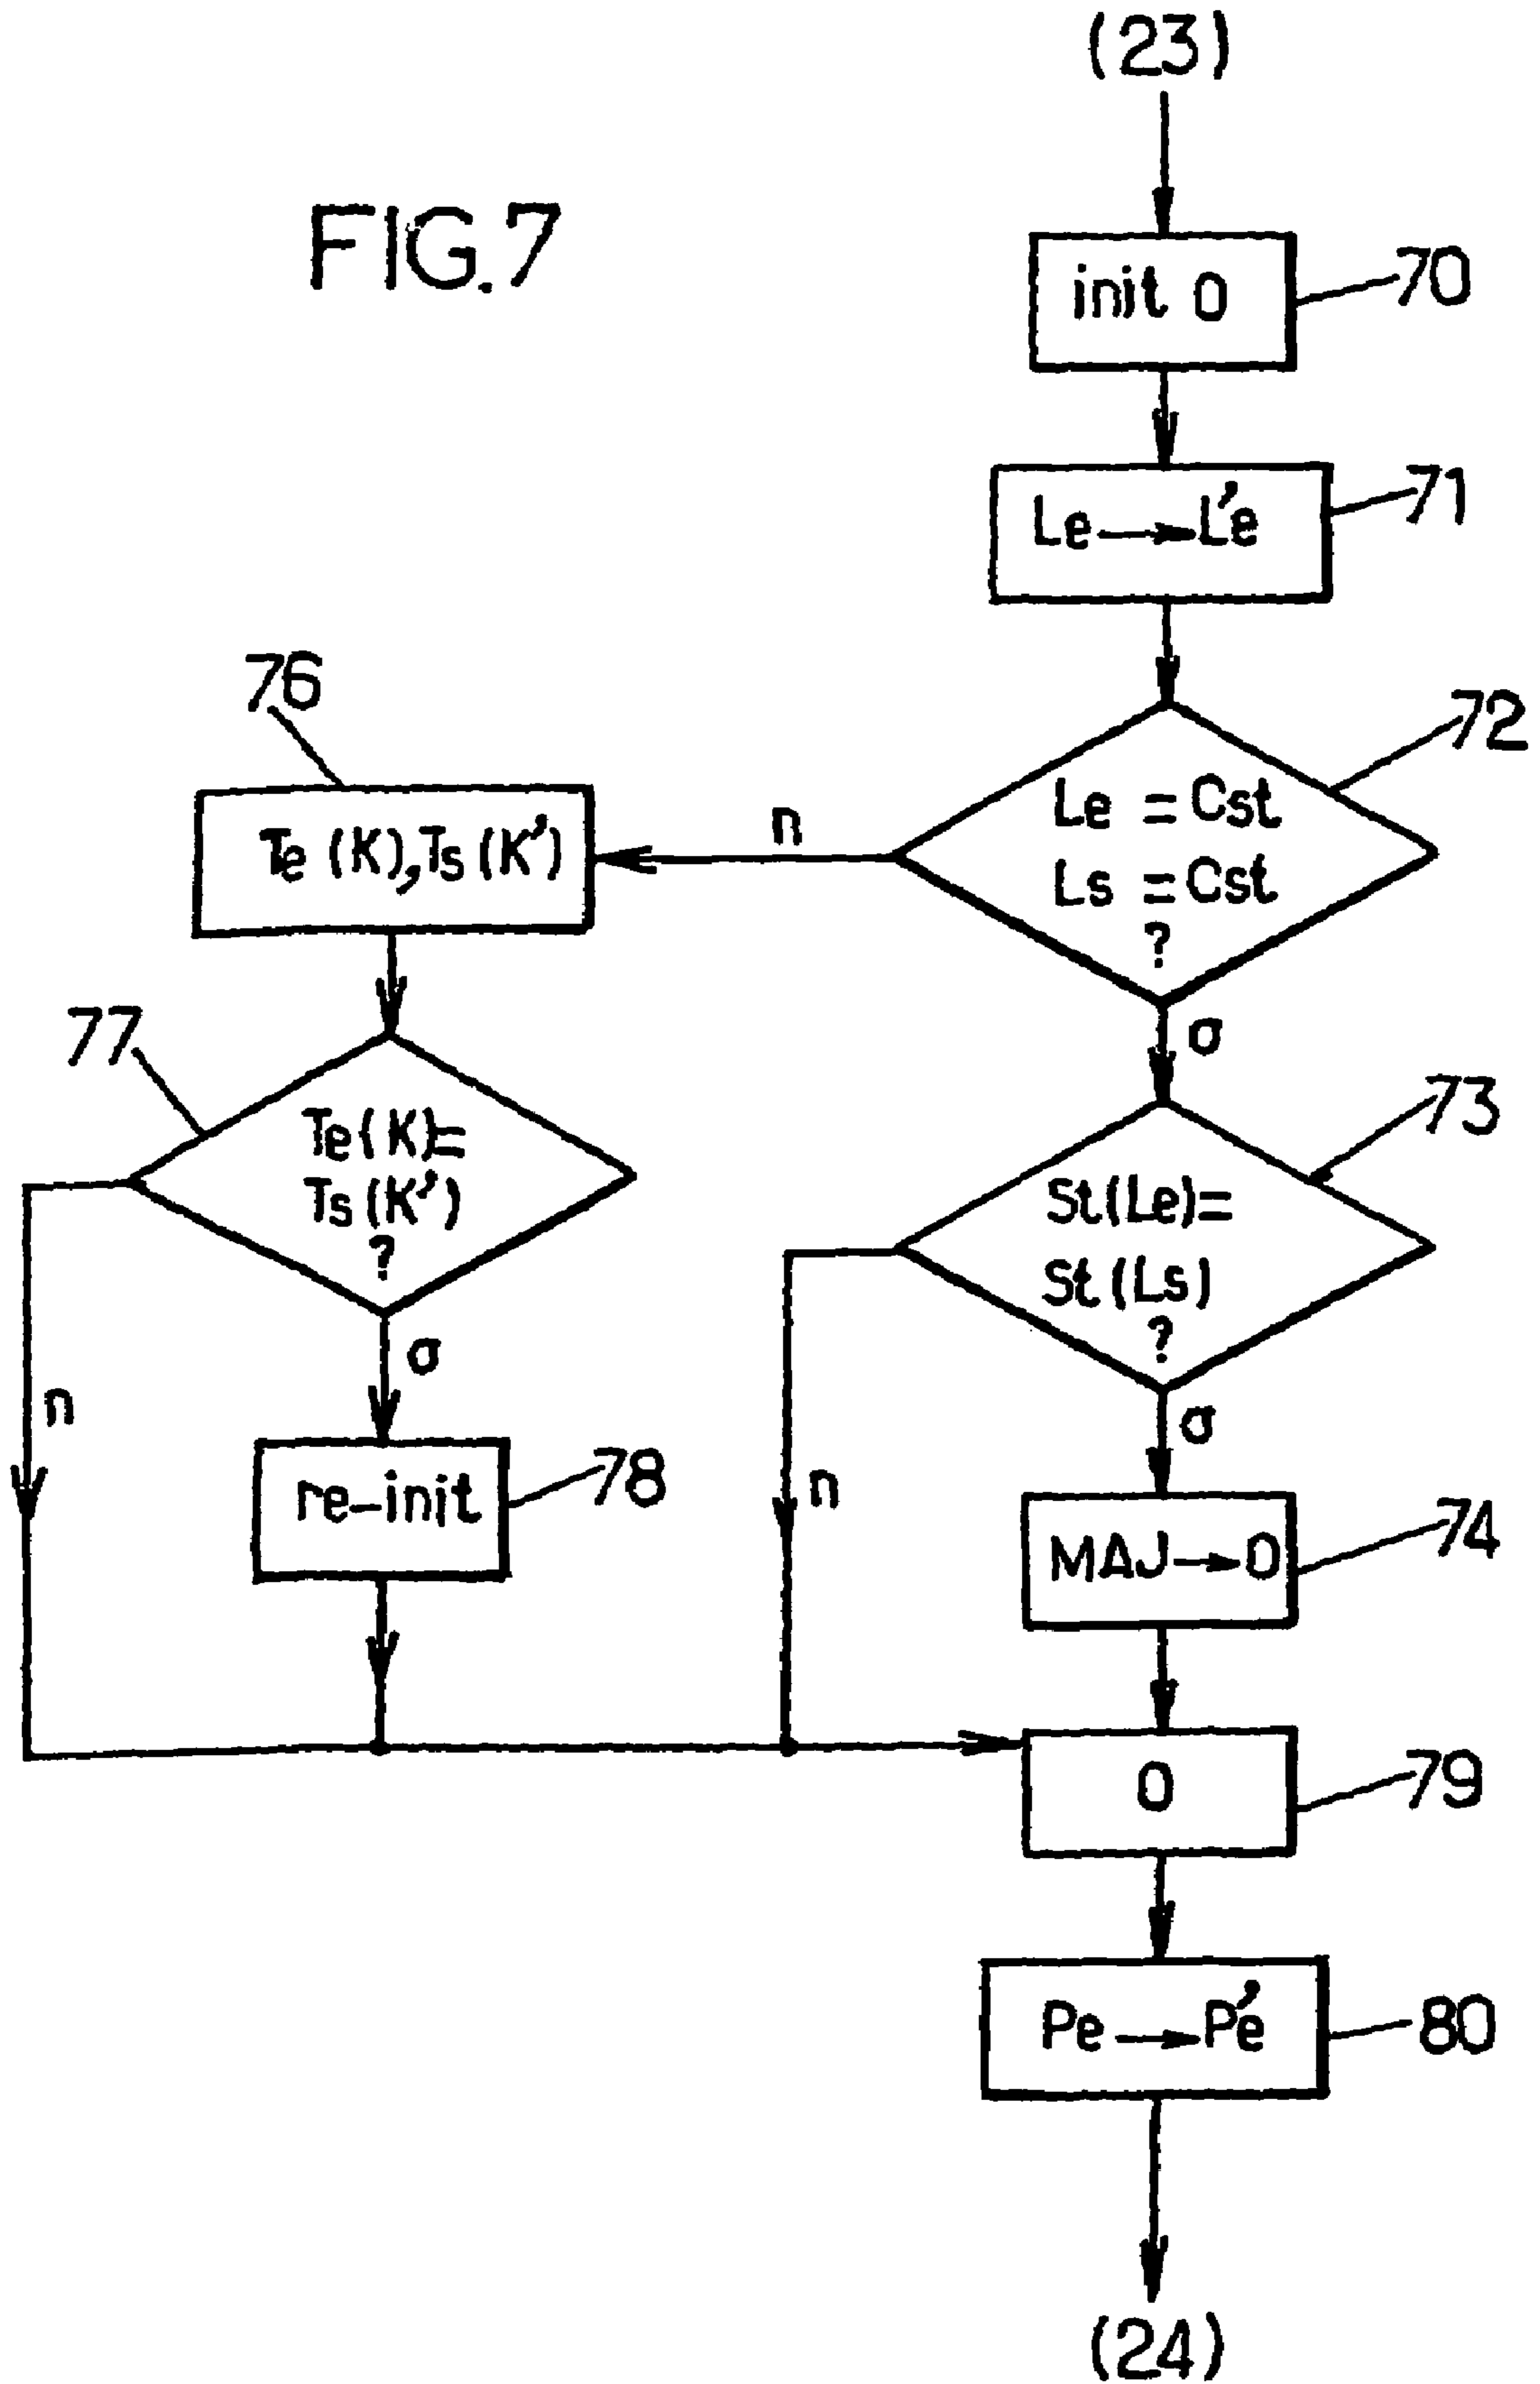 (23)
FIG.7
init 0
70
Le → L'e
71
76
72
Te (K), Ts (K')
n
Le = Cst
Ls = Cst
?
o
77
73
Te (K) =
Ts (K')
?
St (Le) =
St (Ls)
?
o
o
n
n
re-init
78
MAJ → 0
74
0
79
Pe → P'e
80
(24)